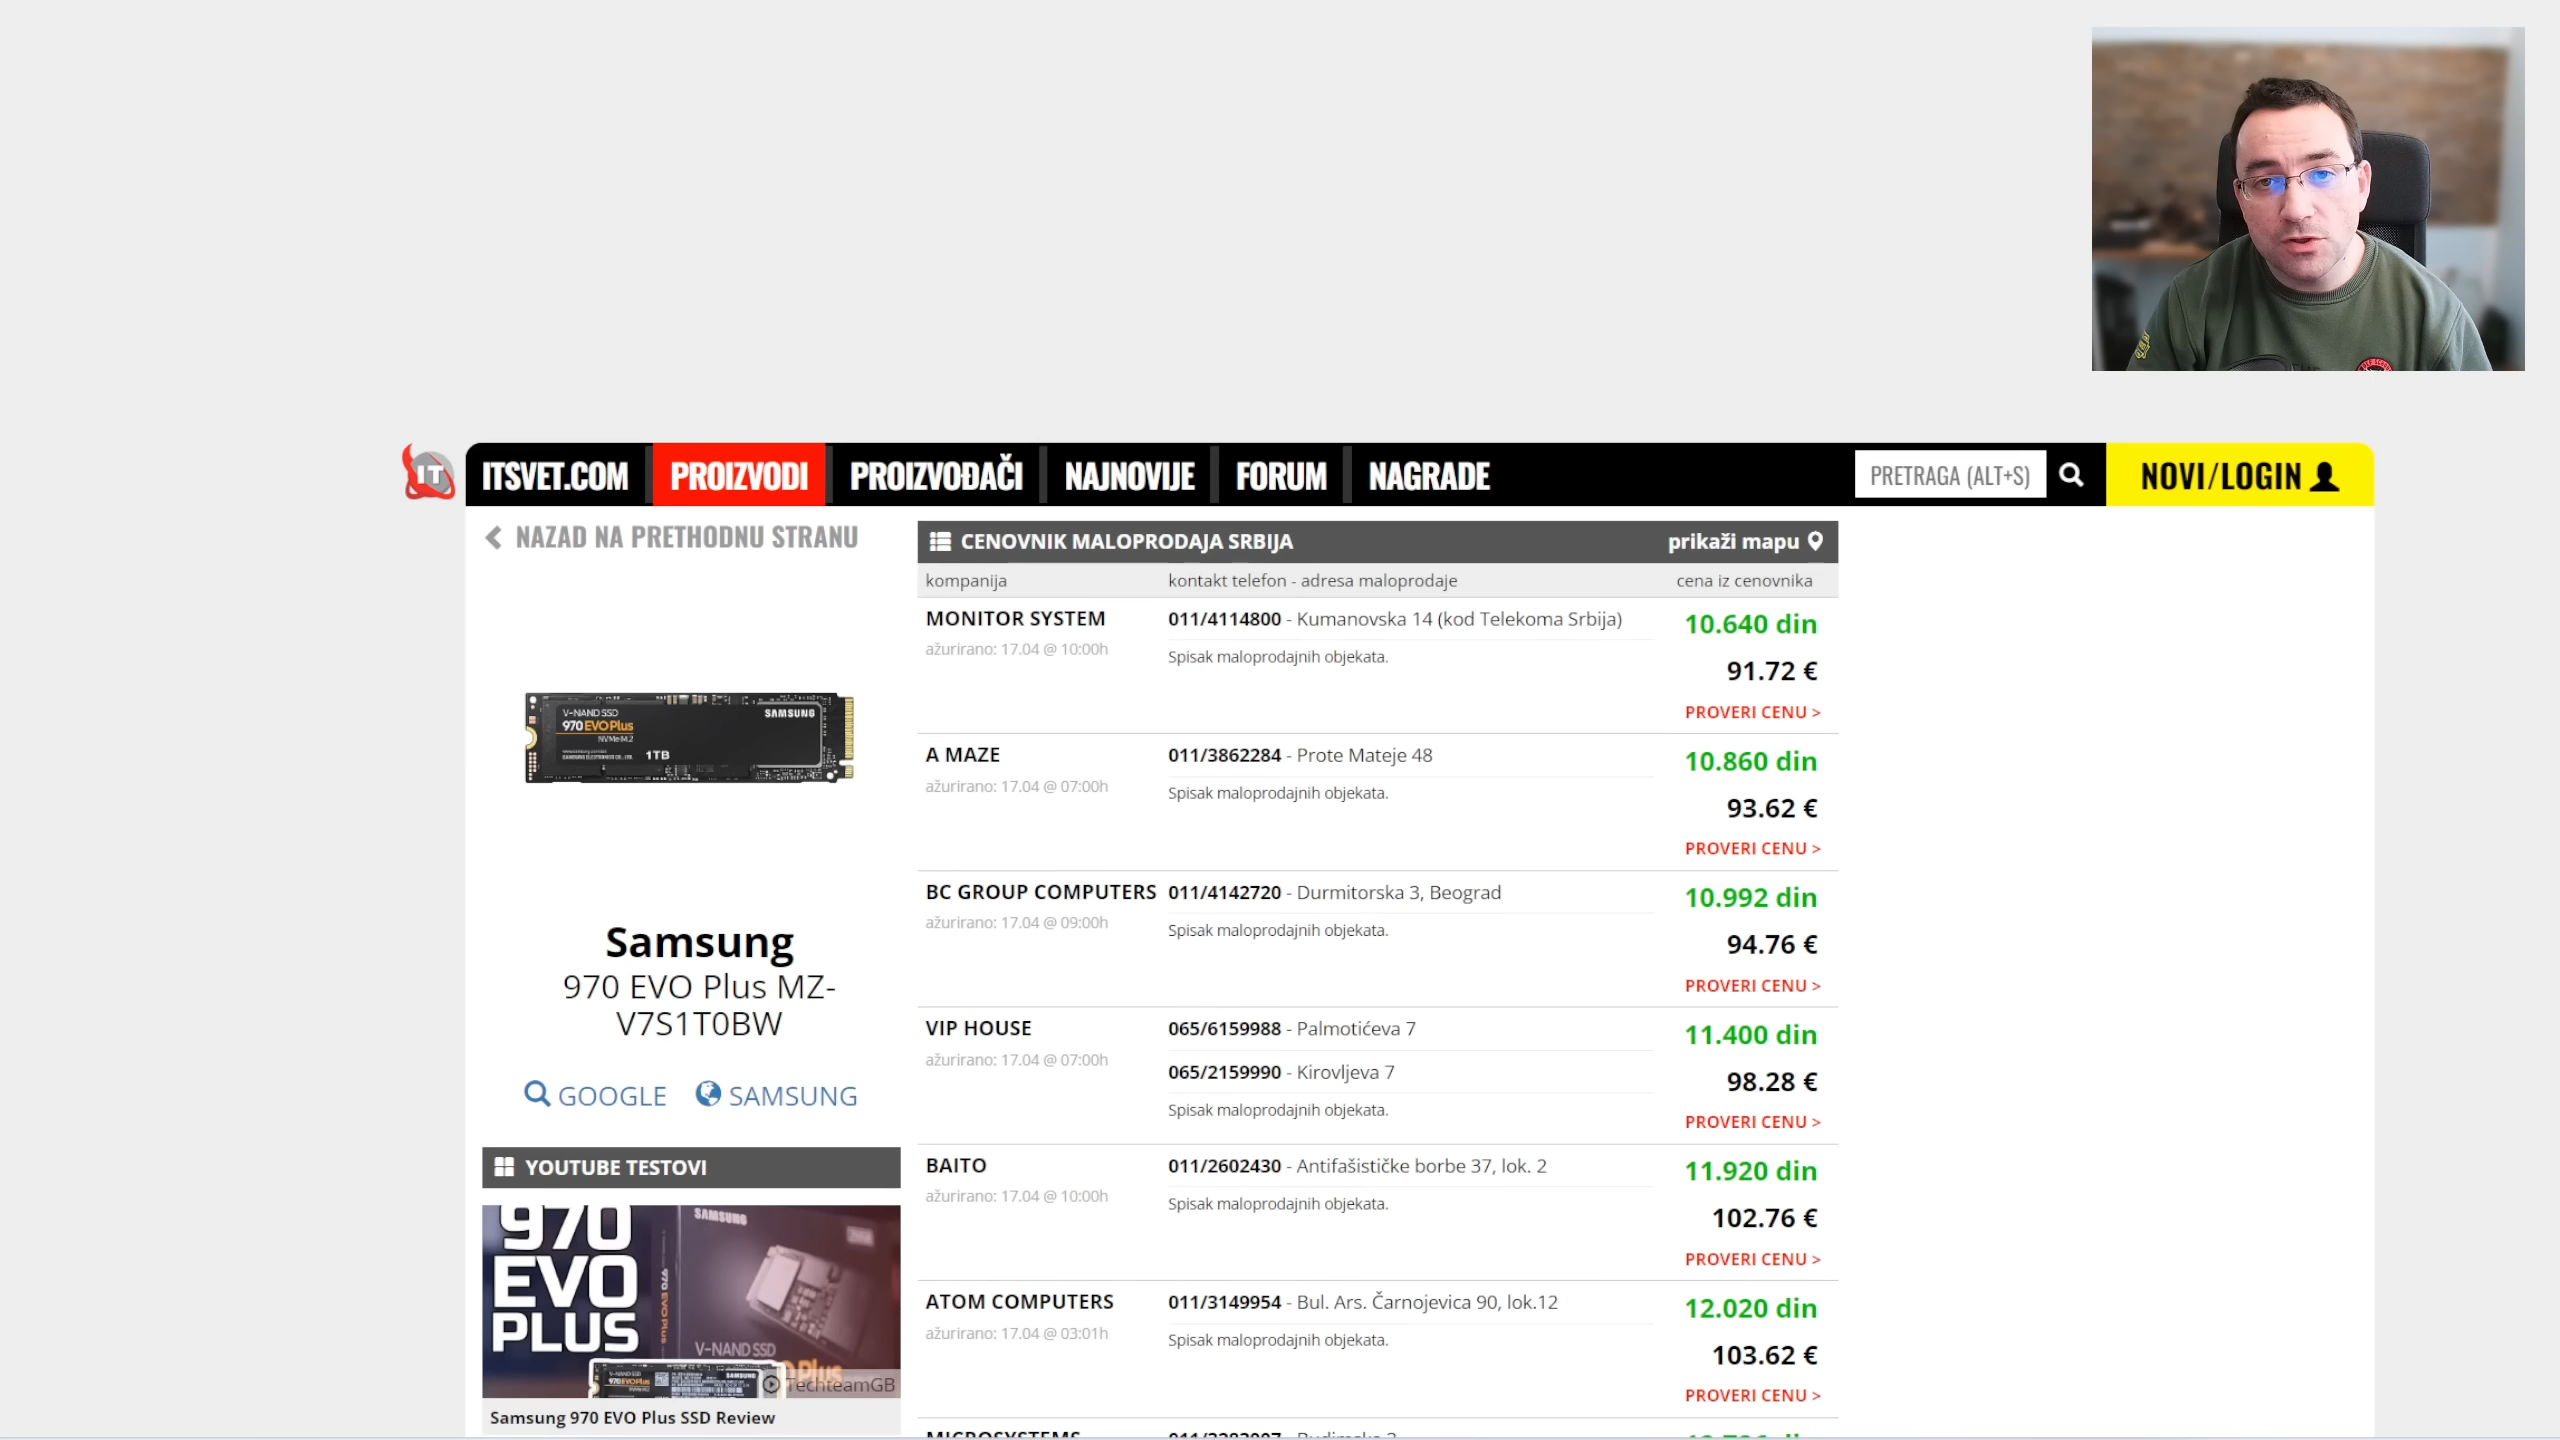 IT
ITSVET.COM
PROIZVODI
PROIZVOĐAČI
NAJNOVIJE
FORUM
NAGRADE
PRETRAGA (ALT+S)
NOVI/LOGIN
NAZAD NA PRETHODNU STRANU
V-NAND SSD
970 EVO Plus
NVMe M.2
SAMSUNG
1TB
Samsung
970 EVO Plus MZ-
V7S1T0BW
GOOGLE
SAMSUNG
YOUTUBE TESTOVI
970
EVO
PLUS
SAMSUNG
970 EVO Plus
V-NAND SSD
TechteamGB
Samsung 970 EVO Plus SSD Review
CENOVNIK MALOPRODAJA SRBIJA
prikaži mapu
kompanija kontakt telefon - adresa maloprodaje cena iz cenovnika
MONITOR SYSTEM 011/4114800 - Kumanovska 14 (kod Telekoma Srbija) 10.640 din
ažurirano: 17.04 @ 10:00h Spisak maloprodajnih objekata. 91.72 €
PROVERI CENU >
A MAZE 011/3862284 - Prote Mateje 48 10.860 din
ažurirano: 17.04 @ 07:00h Spisak maloprodajnih objekata. 93.62 €
PROVERI CENU >
BC GROUP COMPUTERS 011/4142720 - Durmitorska 3, Beograd 10.992 din
ažurirano: 17.04 @ 09:00h Spisak maloprodajnih objekata. 94.76 €
PROVERI CENU >
VIP HOUSE 065/6159988 - Palmotićeva 7 11.400 din
ažurirano: 17.04 @ 07:00h 065/2159990 - Kirovljeva 7 98.28 €
Spisak maloprodajnih objekata. PROVERI CENU >
BAITO 011/2602430 - Antifašističke borbe 37, lok. 2 11.920 din
ažurirano: 17.04 @ 10:00h Spisak maloprodajnih objekata. 102.76 €
PROVERI CENU >
ATOM COMPUTERS 011/3149954 - Bul. Ars. Čarnojevica 90, lok.12 12.020 din
ažurirano: 17.04 @ 03:01h Spisak maloprodajnih objekata. 103.62 €
PROVERI CENU >
MICROSYSTEMS